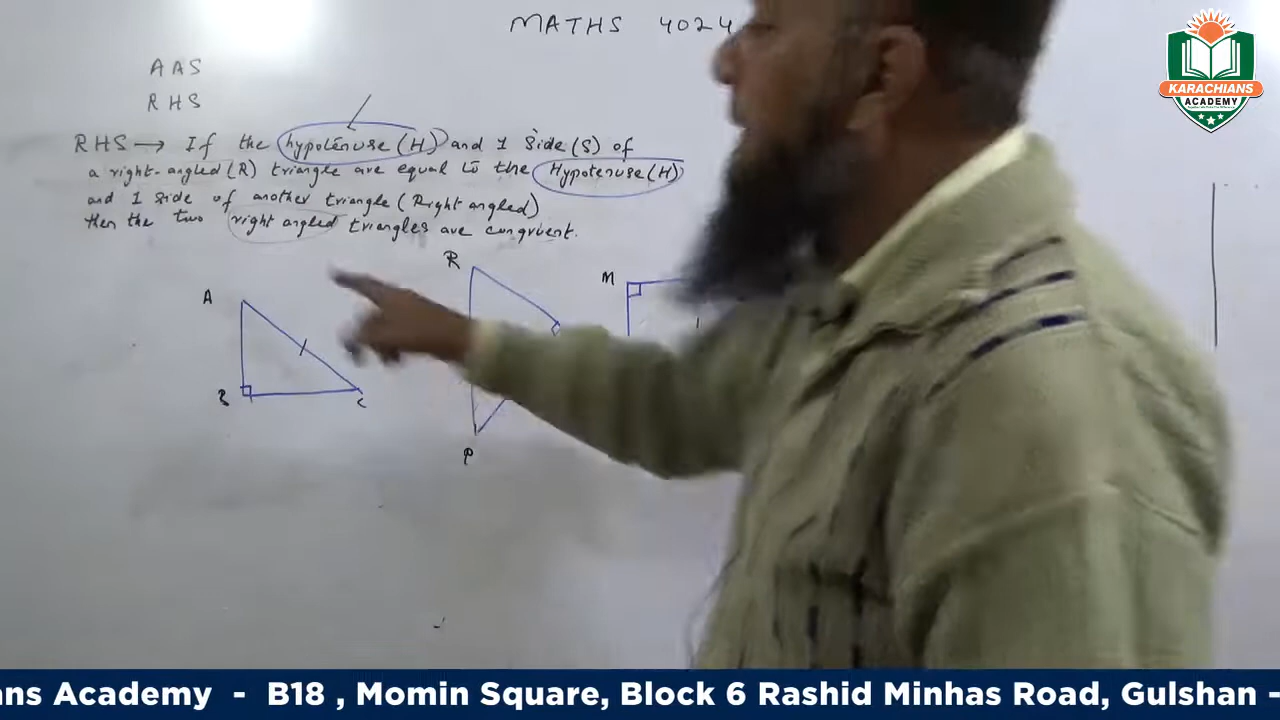 MATHS 4024
AAS
RHS
RHS → If the hypotenuse (H) and 1 side (S) of
a right-angled (R) triangle are equal to the Hypotenuse (H)
and 1 side of another triangle (Right angled)
then the two right angled triangles are congruent.
A
B
C
R
P
M
KARACHIANS
ACADEMY
ans Academy - B18 , Momin Square, Block 6 Rashid Minhas Road, Gulshan -